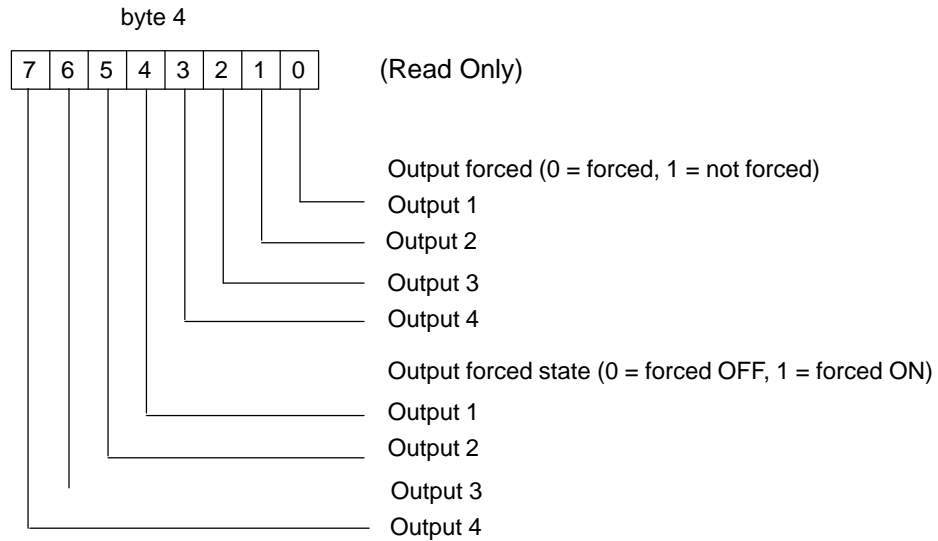 byte 4
7 6 5 4 3 2 1 0 (Read Only)
Output forced (0 = forced, 1 = not forced)
Output 1
Output 2
Output 3
Output 4
Output forced state (0 = forced OFF, 1 = forced ON)
Output 1
Output 2
Output 3
Output 4